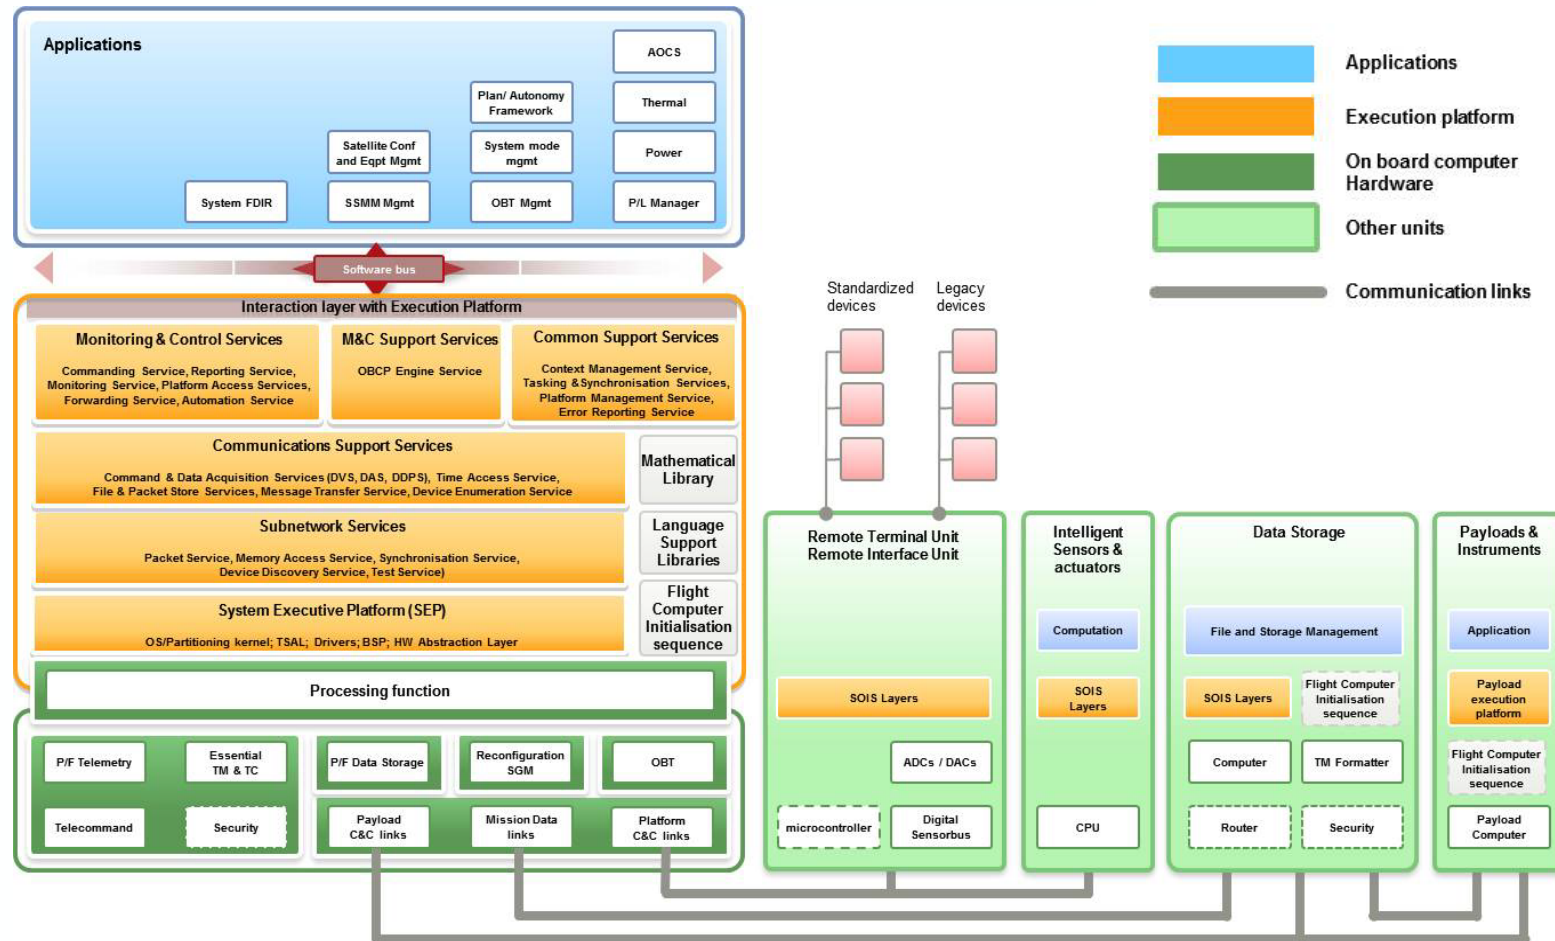 Applications
AOCS
Plan/ Autonomy
Framework
Thermal
Satellite Conf
and Eqpt Mgmt
System mode
mgmt
Power
System FDIR
SSMM Mgmt
OBT Mgmt
P/L Manager
Software bus
Interaction layer with Execution Platform
Monitoring & Control Services
Commanding Service, Reporting Service,
Monitoring Service, Platform Access Services,
Forwarding Service, Automation Service
M&C Support Services
OBCP Engine Service
Common Support Services
Context Management Service,
Tasking &Synchronisation Services,
Platform Management Service,
Error Reporting Service
Communications Support Services
Command & Data Acquisition Services (DVS, DAS, DDPS), Time Access Service,
File & Packet Store Services, Message Transfer Service, Device Enumeration Service
Mathematical
Library
Subnetwork Services
Packet Service, Memory Access Service, Synchronisation Service,
Device Discovery Service, Test Service)
Language
Support
Libraries
System Executive Platform (SEP)
OS/Partitioning kernel; TSAL; Drivers; BSP; HW Abstraction Layer
Flight
Computer
Initialisation
sequence
Processing function
P/F Telemetry
Essential
TM & TC
P/F Data Storage
Reconfiguration
SGM
OBT
Telecommand
Security
Payload
C&C links
Mission Data
links
Platform
C&C links
Applications
Execution platform
On board computer
Hardware
Other units
Communication links
Standardized
devices
Legacy
devices
Remote Terminal Unit
Remote Interface Unit
SOIS Layers
ADCs / DACs
microcontroller
Digital
Sensorbus
Intelligent
Sensors &
actuators
Computation
SOIS
Layers
CPU
Data Storage
File and Storage Management
SOIS Layers
Flight Computer
Initialisation
sequence
Computer
TM Formatter
Router
Security
Payloads &
Instruments
Application
Payload
execution
platform
Flight Computer
Initialisation
sequence
Payload
Computer